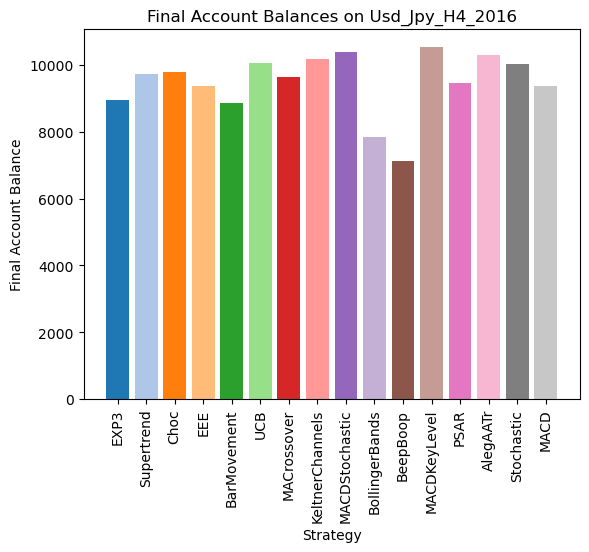 Final Account Balances on Usd_Jpy_H4_2016
Final Account Balance
10000
8000
6000
4000
2000
0
EXP3
Supertrend
Choc
EEE
BarMovement
UCB
MACrossover
KeltnerChannels
MACDStochastic
BollingerBands
BeepBoop
MACDKeyLevel
PSAR
AlegAATr
Stochastic
MACD
Strategy